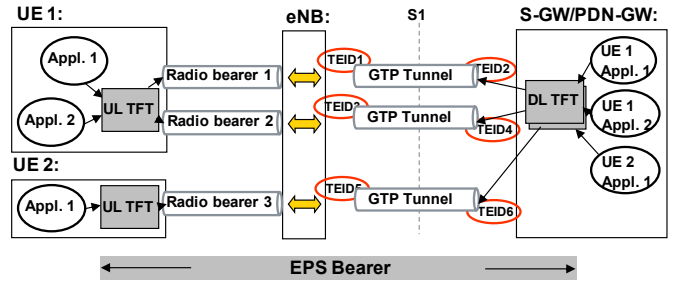 UE 1:
eNB:
S1
S-GW/PDN-GW:
Appl. 1
Radio bearer 1
TEID1
GTP Tunnel
TEID2
UE 1
Appl. 1
UL TFT
DL TFT
Appl. 2
Radio bearer 2
TEID3
GTP Tunnel
TEID4
UE 1
Appl. 2
UE 2:
UE 2
Appl. 1
Appl. 1
UL TFT
Radio bearer 3
TEID5
GTP Tunnel
TEID6
EPS Bearer